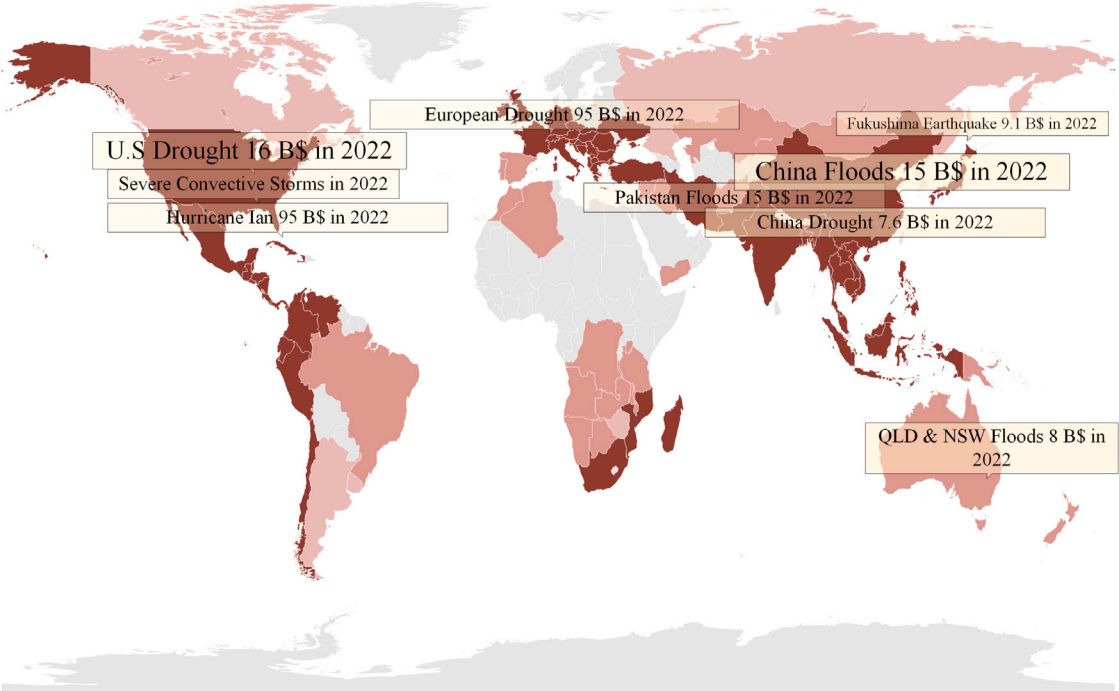 European Drought 95 B$ in 2022
Fukushima Earthquake 9.1 B$ in 2022
U.S Drought 16 B$ in 2022
China Floods 15 B$ in 2022
Severe Convective Storms in 2022
Pakistan Floods 15 B$ in 2022
Hurricane Ian 95 B$ in 2022
China Drought 7.6 B$ in 2022
QLD & NSW Floods 8 B$ in
2022